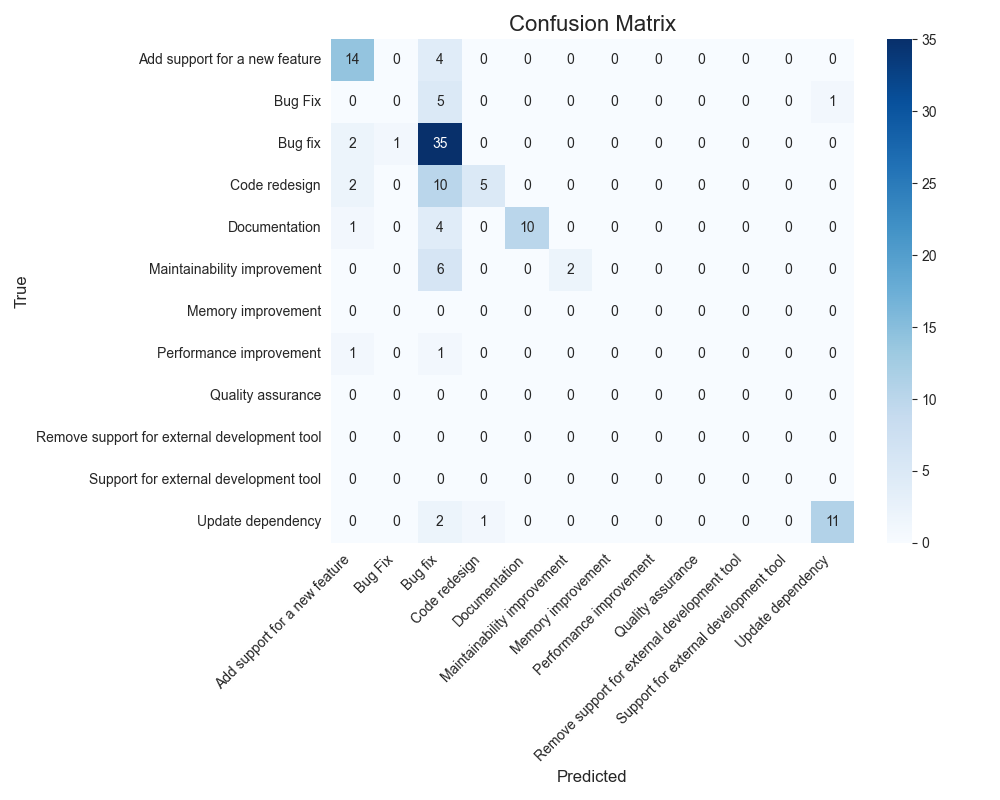 Confusion Matrix
True
Add support for a new feature 14 0 4 0 0 0 0 0 0 0 0 0
Bug Fix 0 0 5 0 0 0 0 0 0 0 0 1
Bug fix 2 1 35 0 0 0 0 0 0 0 0 0
Code redesign 2 0 10 5 0 0 0 0 0 0 0 0
Documentation 1 0 4 0 10 0 0 0 0 0 0 0
Maintainability improvement 0 0 6 0 0 2 0 0 0 0 0 0
Memory improvement 0 0 0 0 0 0 0 0 0 0 0 0
Performance improvement 1 0 1 0 0 0 0 0 0 0 0 0
Quality assurance 0 0 0 0 0 0 0 0 0 0 0 0
Remove support for external development tool 0 0 0 0 0 0 0 0 0 0 0 0
Support for external development tool 0 0 0 0 0 0 0 0 0 0 0 0
Update dependency 0 0 2 1 0 0 0 0 0 0 0 11
Add support for a new feature
Bug Fix
Bug fix
Code redesign
Documentation
Maintainability improvement
Memory improvement
Performance improvement
Quality assurance
Remove support for external development tool
Support for external development tool
Update dependency
Predicted
35
30
25
20
15
10
5
0